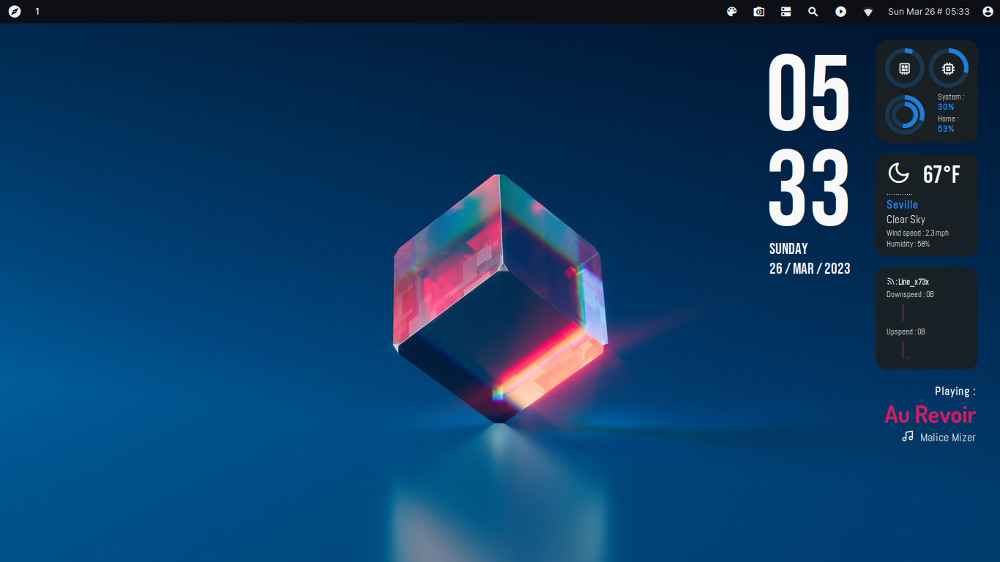 1
Sun Mar 26 # 05:33
05
33
SUNDAY
26 / MAR / 2023
System :
30%
Home :
53%
67°F
Seville
Clear Sky
Wind speed : 2.3 mph
Humidity : 58%
: Line_x73x
Downspeed : 0B
Upspeed : 0B
Playing :
Au Revoir
Malice Mizer